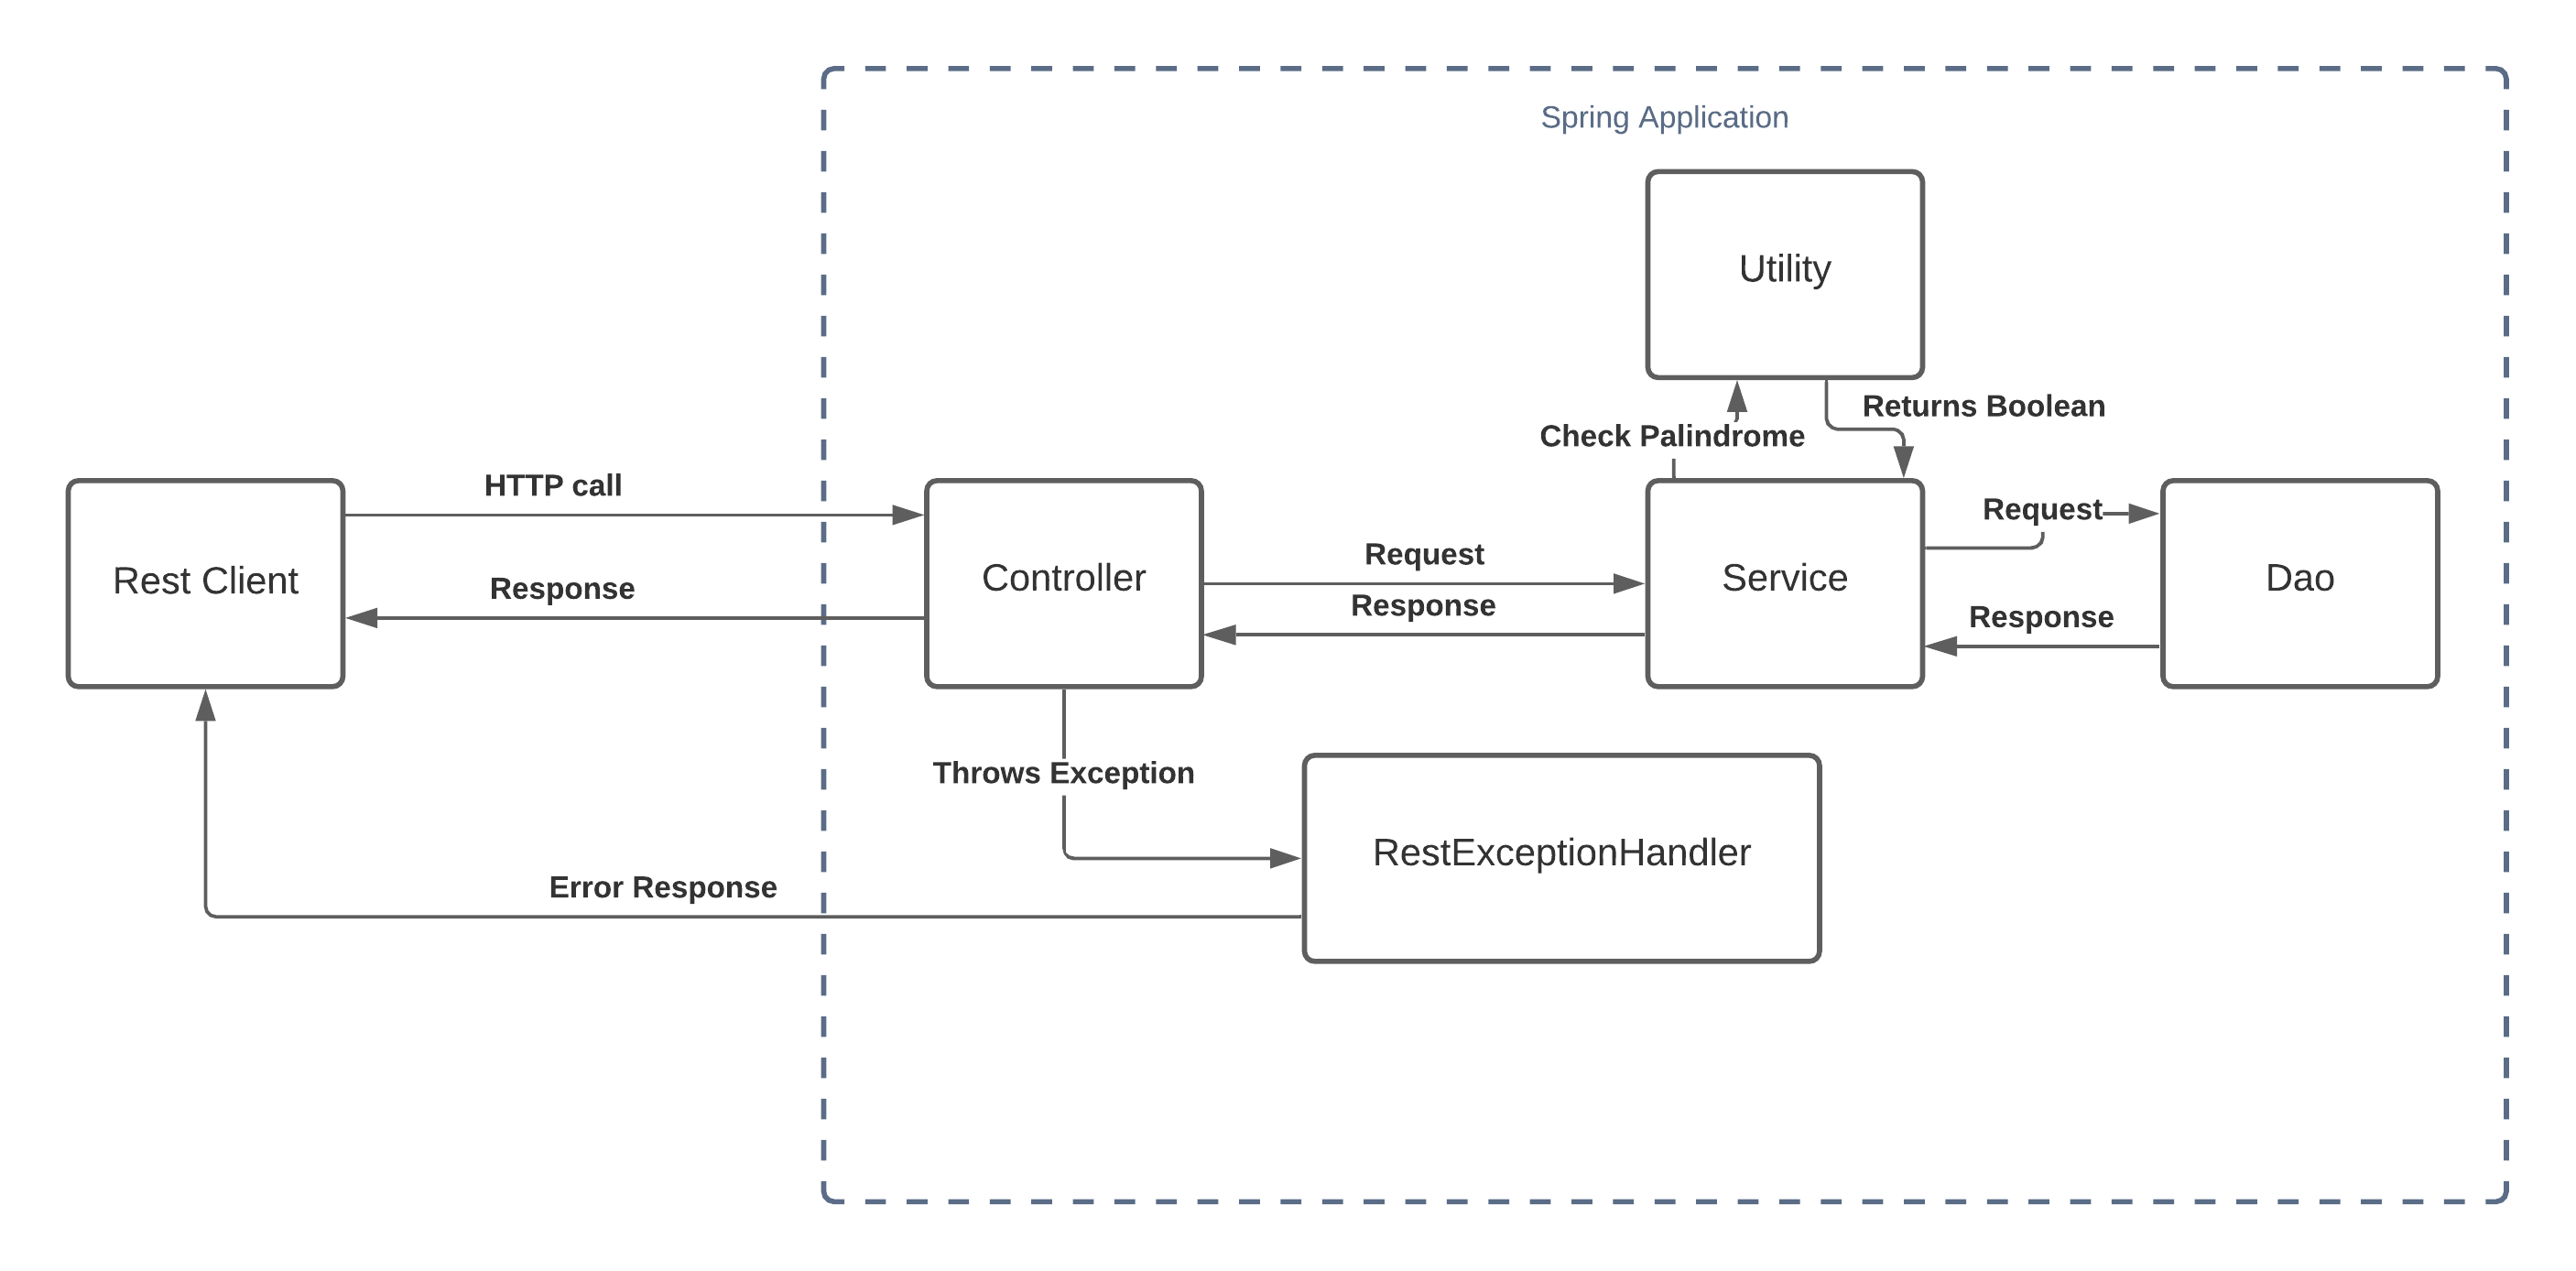 Spring Application
Utility
Returns Boolean
Check Palindrome
HTTP call
Request
Request
Rest Client
Response
Controller
Response
Service
Response
Dao
Throws Exception
RestExceptionHandler
Error Response